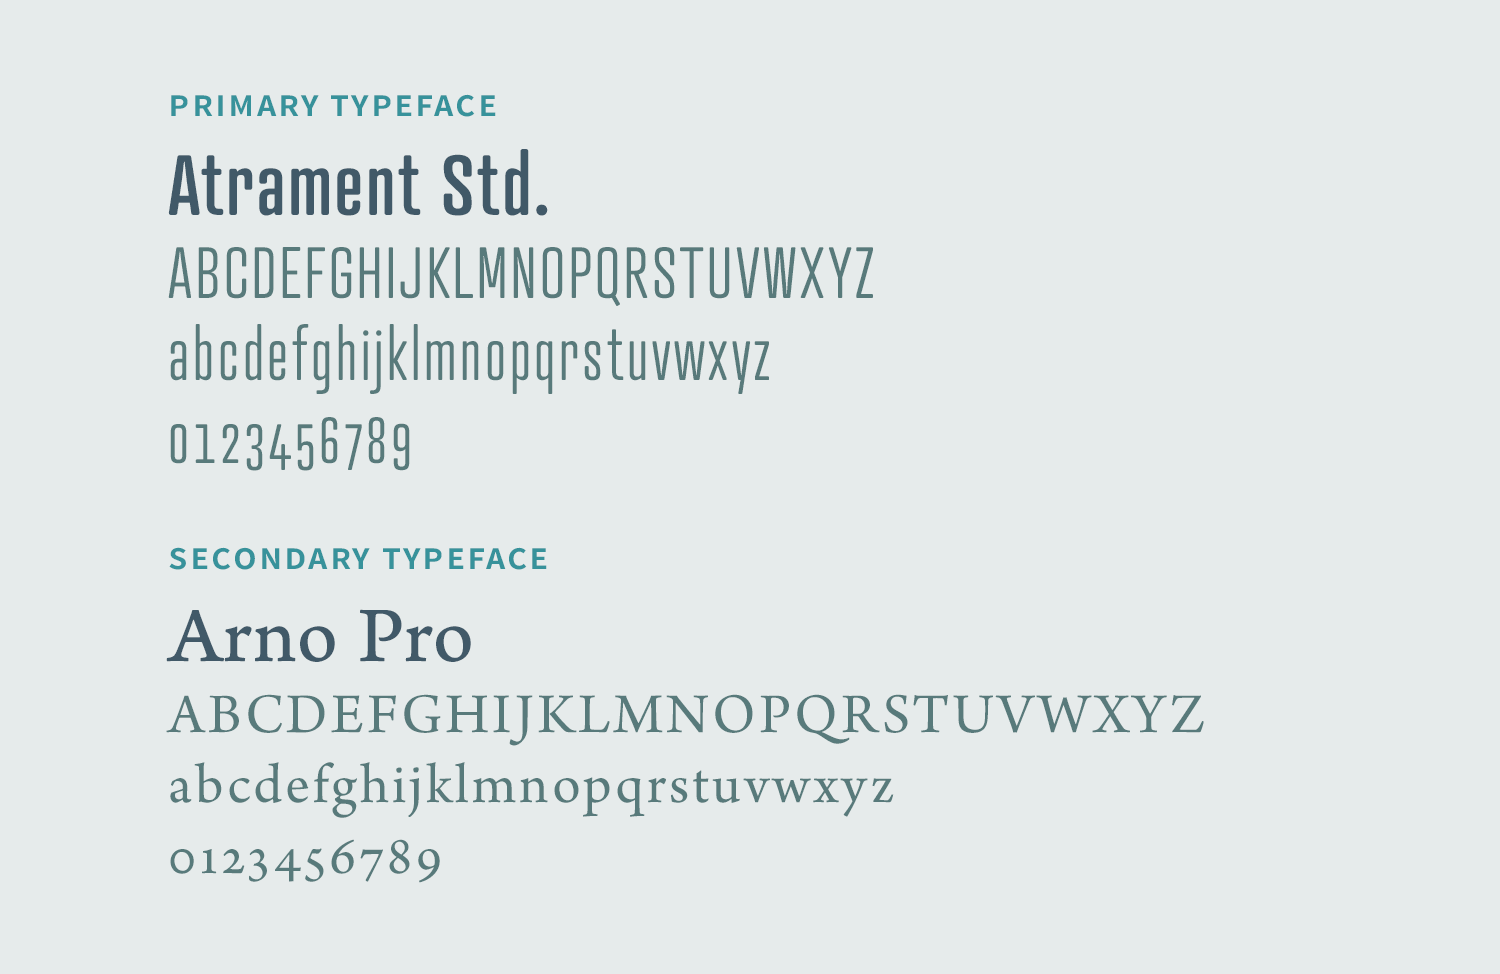 PRIMARY TYPEFACE
Atrament Std.
ABCDEFGHIJKLMNOPQRSTUVWXYZ
abcdefghijklmnopqrstuvwxyz
0123456789
SECONDARY TYPEFACE
Arno Pro
ABCDEFGHIJKLMNOPQRSTUVWXYZ
abcdefghijklmnopqrstuvwxyz
0123456789